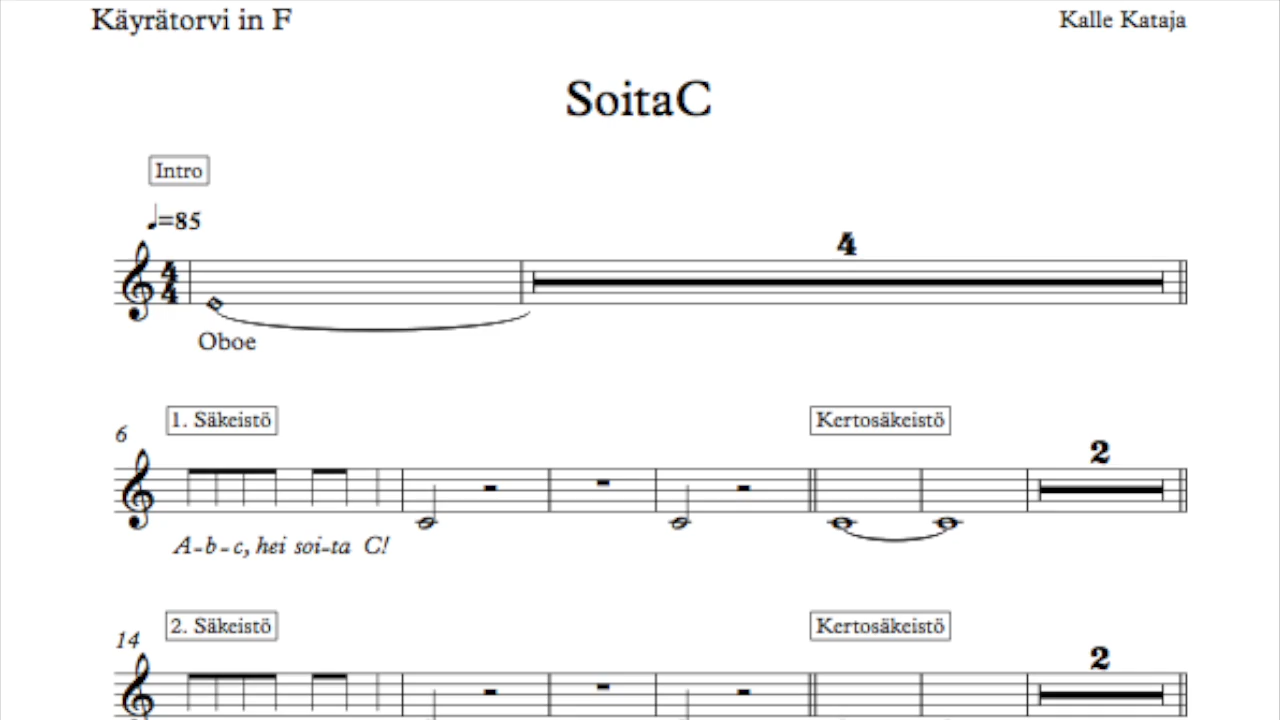 Käyrätorvi in F
Kalle Kataja
SoitaC
Intro
♩=85
4
4
4
Oboe
6
1. Säkeistö
Kertosäkeistö
2
A-b-c, hei soi-ta C!
14
2. Säkeistö
Kertosäkeistö
2